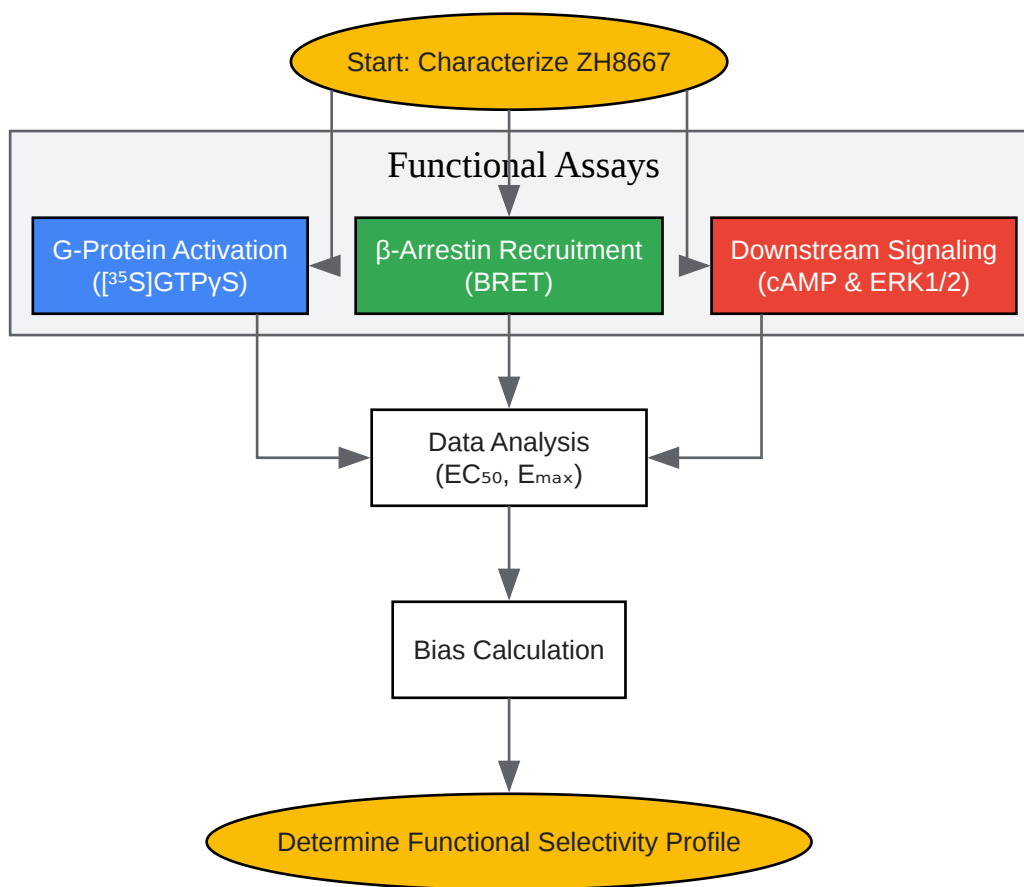 Start: Characterize ZH8667
Functional Assays
G-Protein Activation
([³⁵S]GTPγS)
β-Arrestin Recruitment
(BRET)
Downstream Signaling
(cAMP & ERK1/2)
Data Analysis
(EC₅₀, Eₘₐₓ)
Bias Calculation
Determine Functional Selectivity Profile